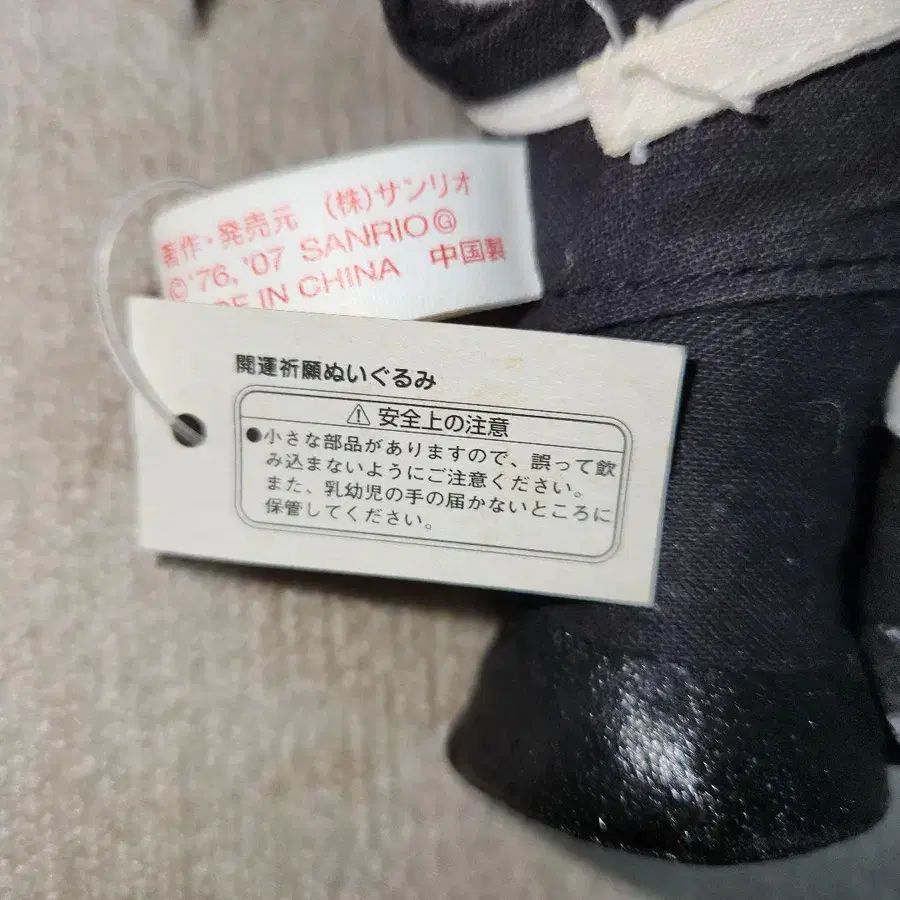 著作・発売元 (株)サンリオ
©'76, '07 SANRIO Ⓖ
IN CHINA 中国製
開運祈願ぬいぐるみ
⚠ 安全上の注意
●小さな部品がありますので、誤って飲
み込まないようにご注意ください。
また、乳幼児の手の届かないところに
保管してください。